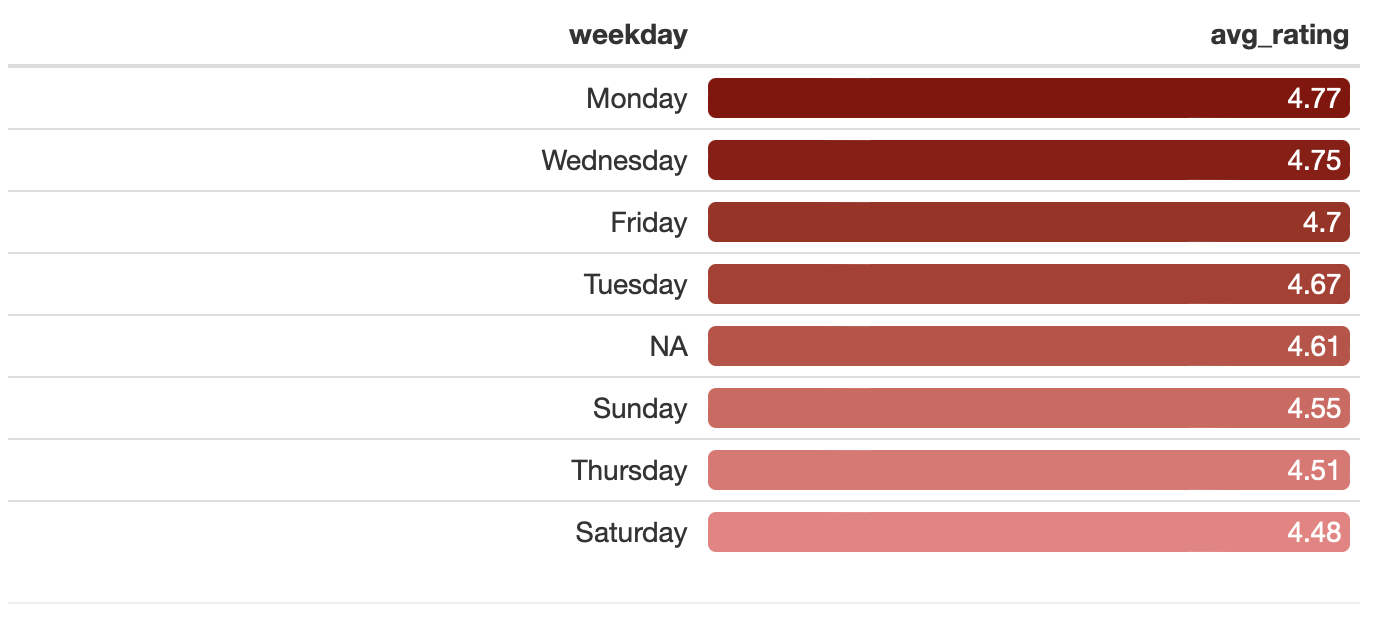 weekday avg_rating
Monday 4.77
Wednesday 4.75
Friday 4.7
Tuesday 4.67
NA 4.61
Sunday 4.55
Thursday 4.51
Saturday 4.48